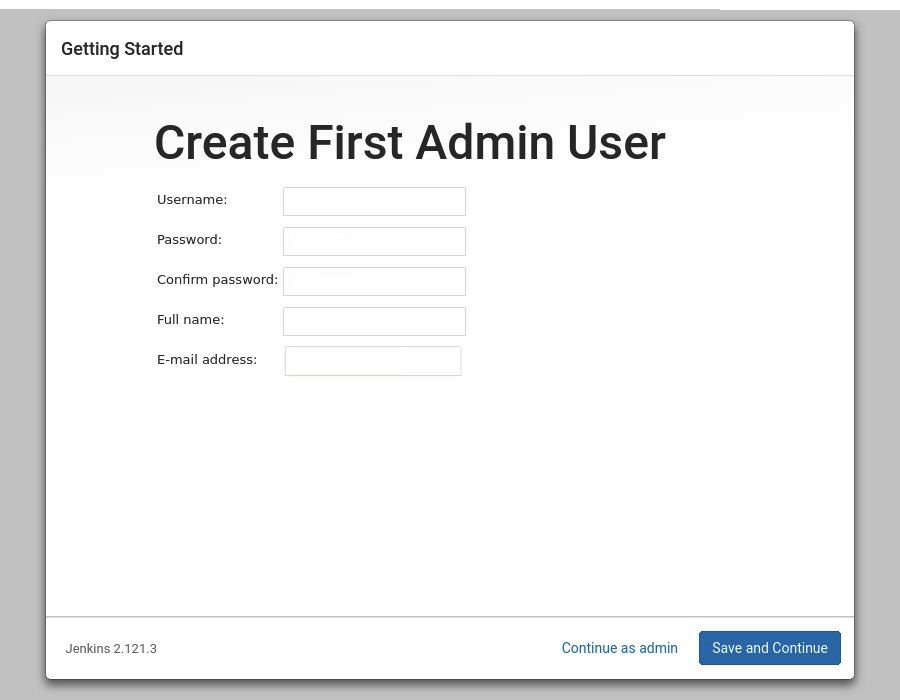 Getting Started
Create First Admin User
Username:
Password:
Confirm password:
Full name:
E-mail address:
Jenkins 2.121.3 Continue as admin Save and Continue